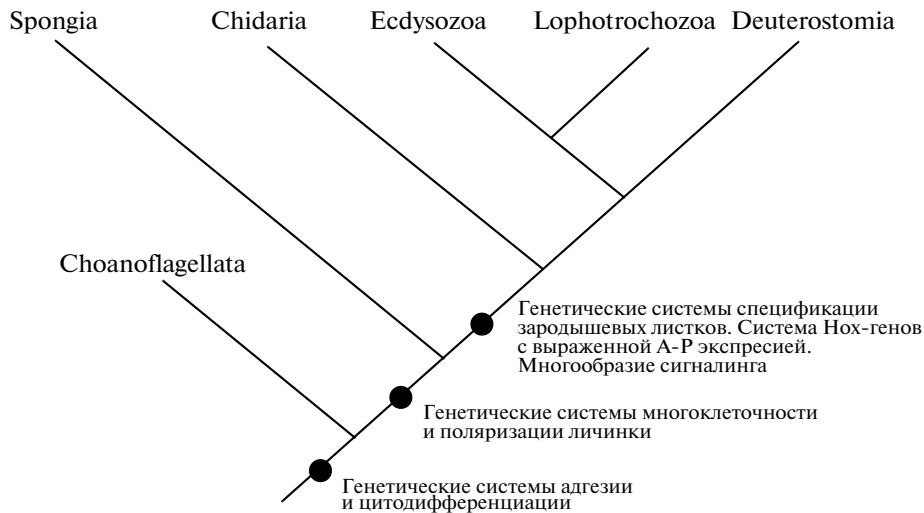 Spongia
Chidaria
Ecdysozoa
Lophotrochozoa
Deuterostomia
Choanoflagellata
Генетические системы спецификации
зародышевых листков. Система Hox-генов
с выраженной A-P экспресией.
Многообразие сигналинга
Генетические системы многоклеточности
и поляризации личинки
Генетические системы адгезии
и цитодифференциации